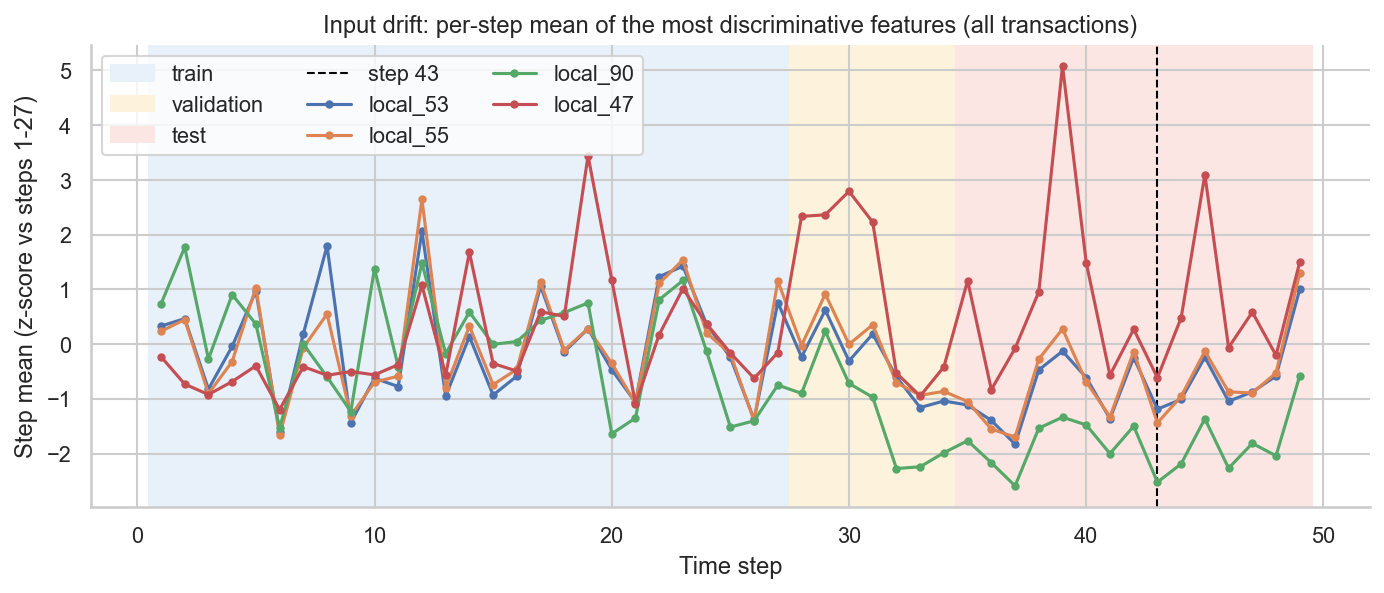 Input drift: per-step mean of the most discriminative features (all transactions)
train
validation
test
step 43
local_53
local_55
local_90
local_47
Step mean (z-score vs steps 1-27)
5
4
3
2
1
0
−1
−2
0
10
20
30
40
50
Time step